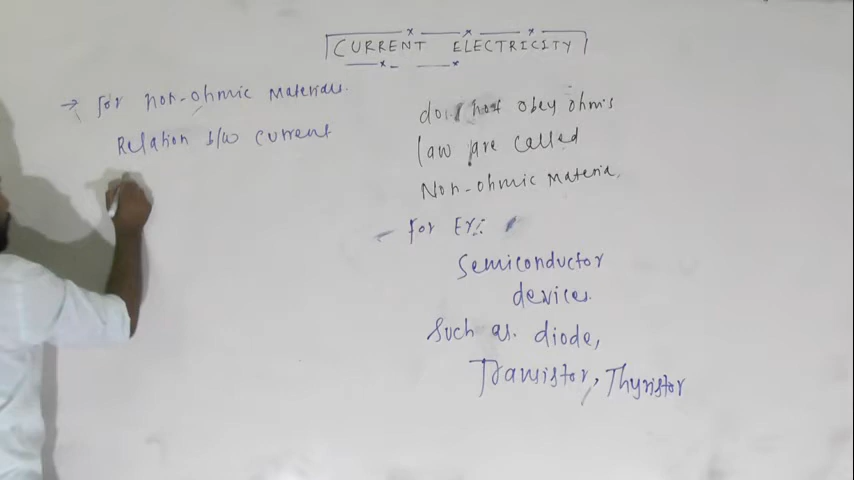 CURRENT ELECTRICITY
→ For non-ohmic materials.
Relation b/w current
does not obey ohm's
law are called
Non-ohmic Material
- For Ex:
Semiconductor
devices.
Such as. diode,
Transistor, Thyristor